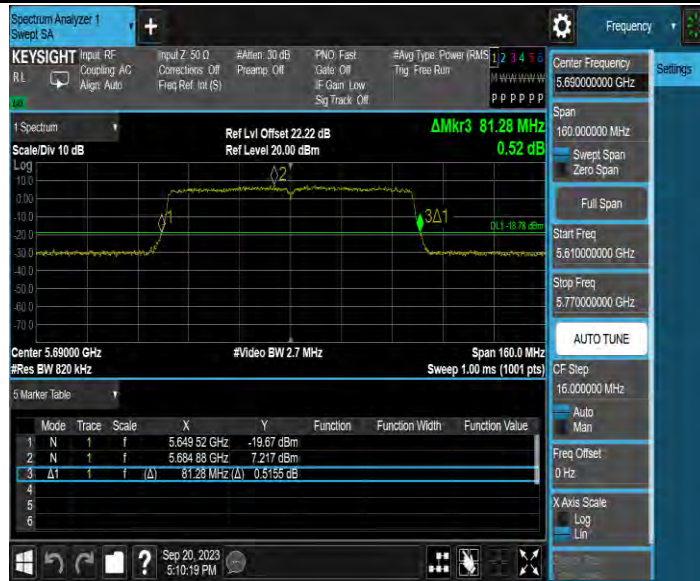 Spectrum Analyzer 1
Swept SA
+
Frequency
KEYSIGHT
RL
Input: RF
Coupling: AC
Align: Auto
Input Z: 50 Ω
Corrections: Off
Freq Ref: Int (S)
#Atten: 30 dB
Preamp: Off
PNO: Fast
Gate: Off
IF Gain: Low
Sig Track: Off
#Avg Type: Power (RMS
Trig: Free Run
1 2 3 4 5 6
M W W W W W
P P P P P P
1 Spectrum
Scale/Div 10 dB
Ref Lvl Offset 22.22 dB
Ref Level 20.00 dBm
ΔMkr3 81.28 MHz
0.52 dB
Log
10.0
0.00
-10.0
-20.0
-30.0
-40.0
-50.0
-60.0
-70.0
2
1
3Δ1
DL1 -18.78 dBm
Center 5.69000 GHz
#Video BW 2.7 MHz
Span 160.0 MHz
#Res BW 820 kHz
Sweep 1.00 ms (1001 pts)
5 Marker Table
Mode Trace Scale X Y Function Function Width Function Value
1 N 1 f 5.649 52 GHz -19.67 dBm
2 N 1 f 5.684 88 GHz 7.217 dBm
3 Δ1 1 f (Δ) 81.28 MHz (Δ) 0.5155 dB
4
5
6
Sep 20, 2023
5:10:19 PM
?
Center Frequency
5.690000000 GHz
Settings
Span
160.000000 MHz
Swept Span
Zero Span
Full Span
Start Freq
5.610000000 GHz
Stop Freq
5.770000000 GHz
AUTO TUNE
CF Step
16.000000 MHz
Auto
Man
Freq Offset
0 Hz
X Axis Scale
Log
Lin